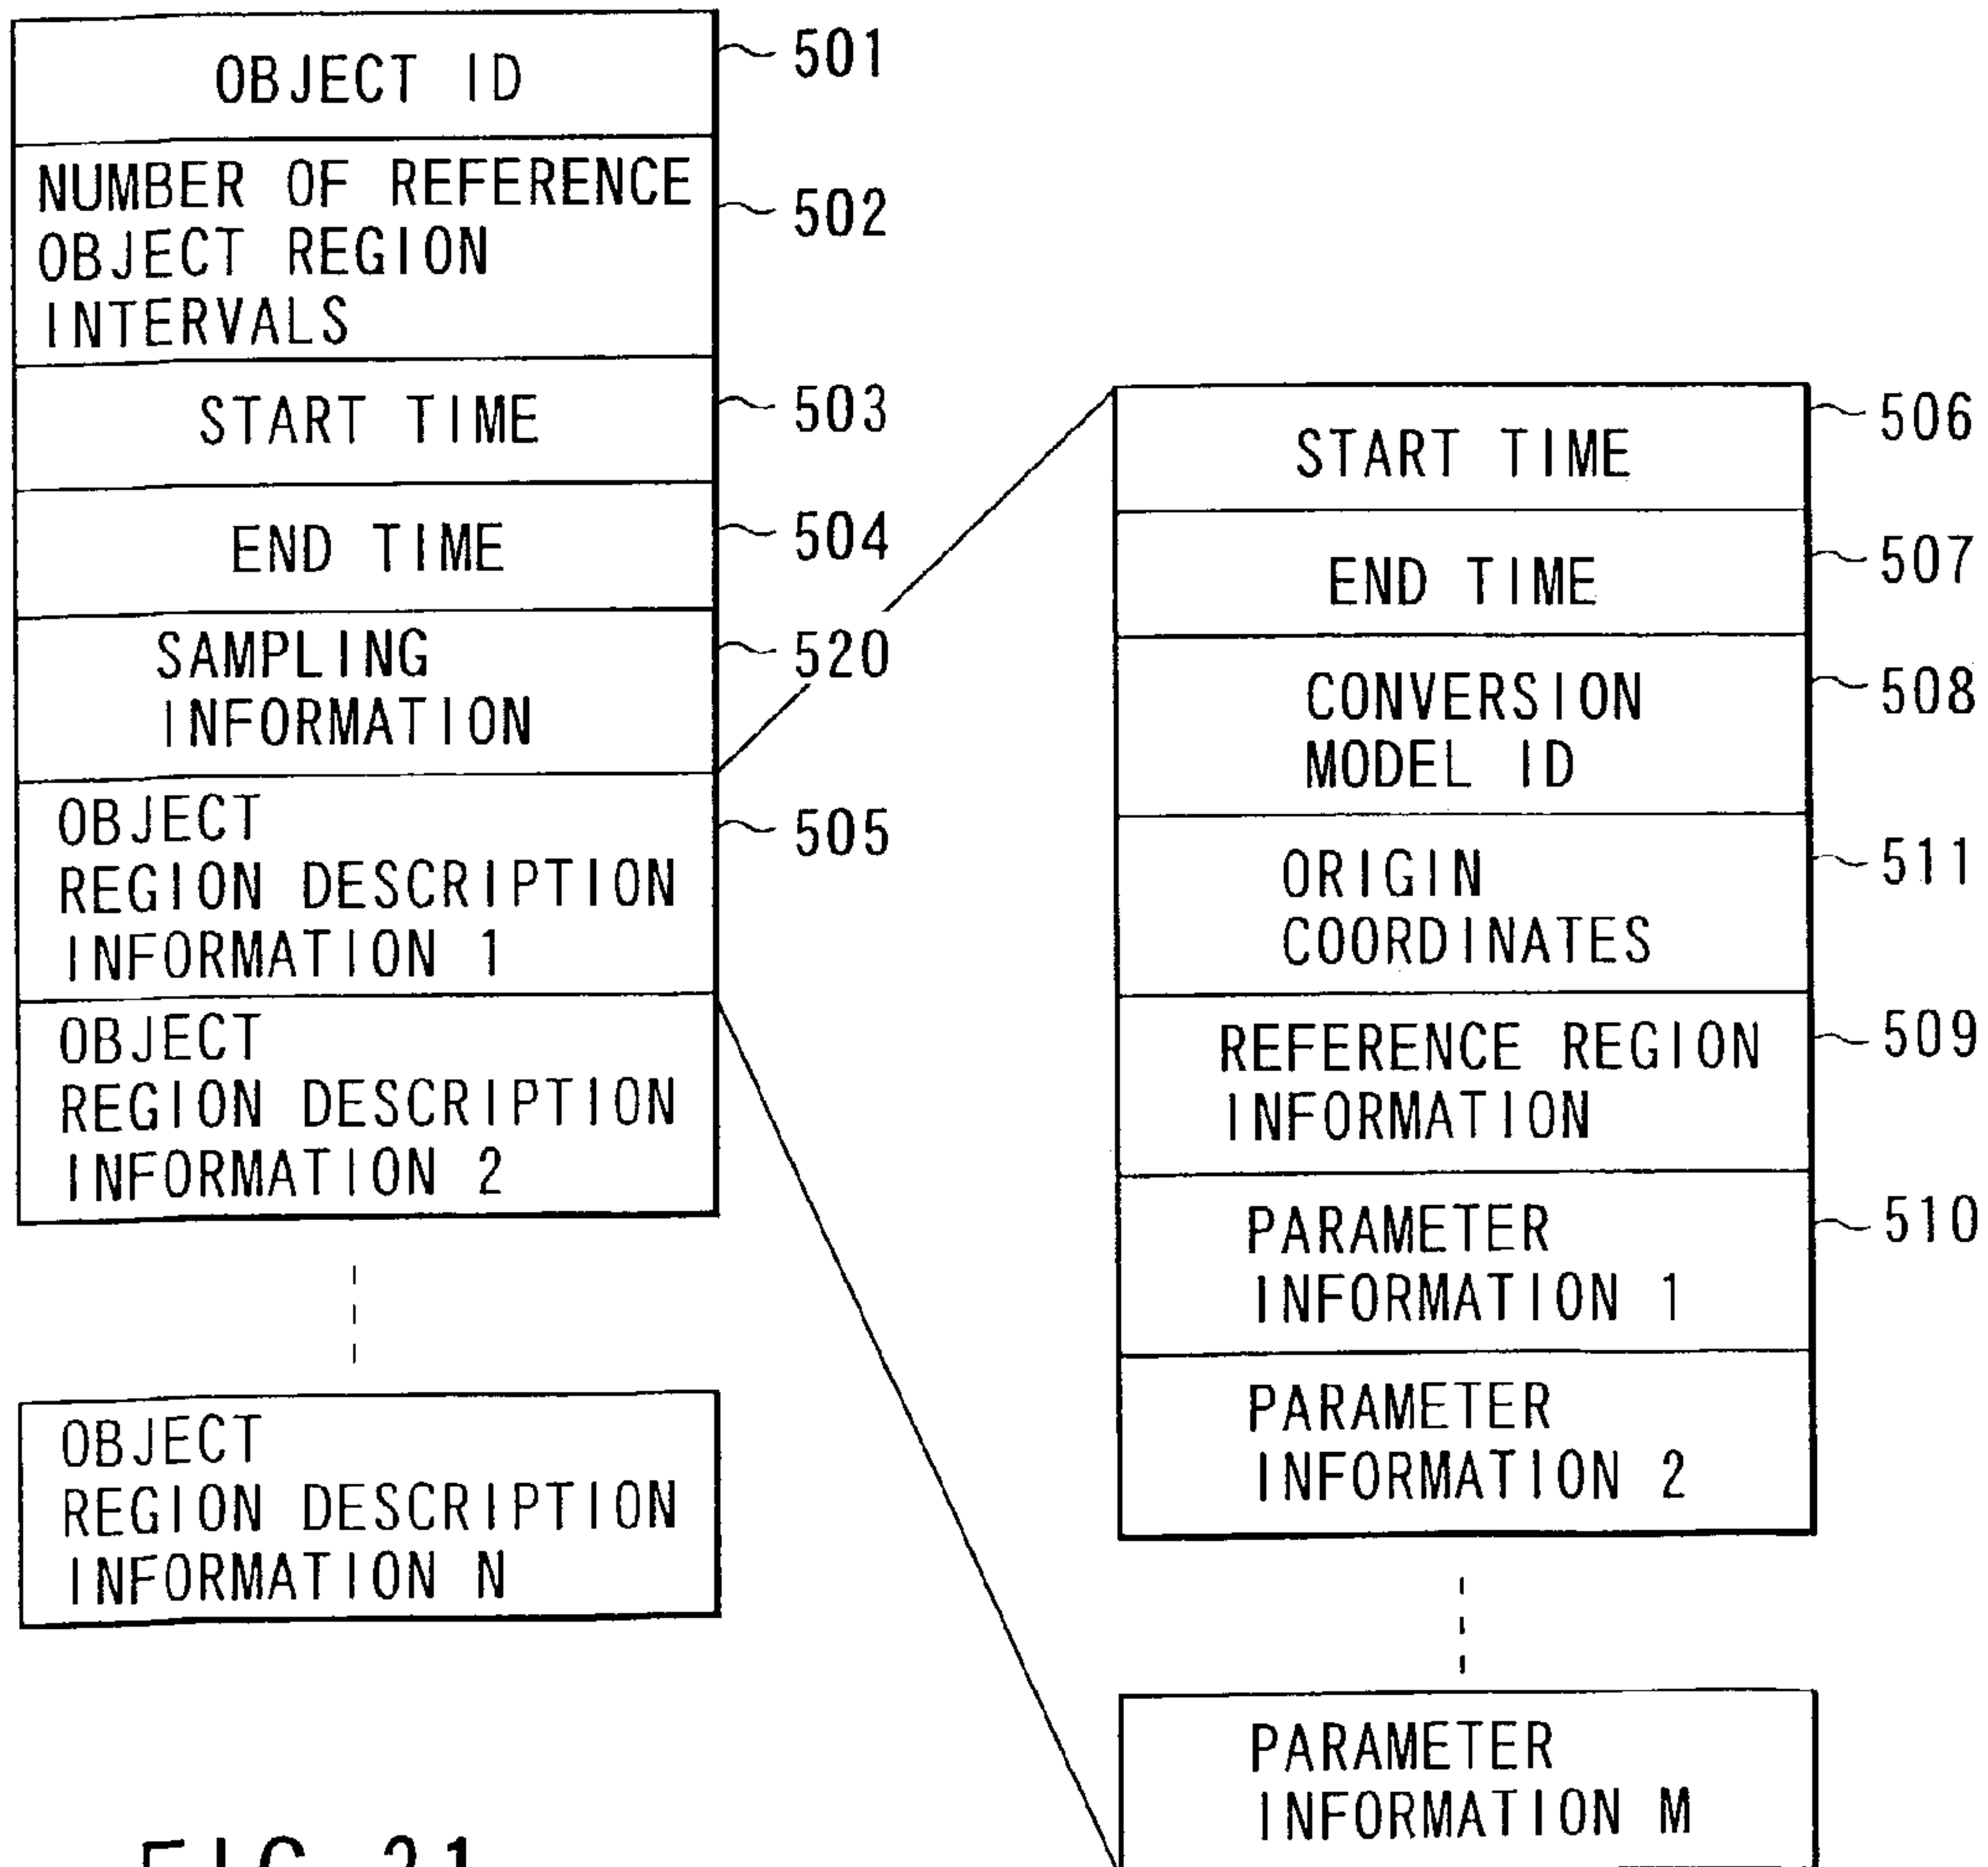 OBJECT ID
501
NUMBER OF REFERENCE
OBJECT REGION
INTERVALS
502
START TIME
503
END TIME
504
SAMPLING
INFORMATION
520
OBJECT
REGION DESCRIPTION
INFORMATION 1
505
OBJECT
REGION DESCRIPTION
INFORMATION 2
OBJECT
REGION DESCRIPTION
INFORMATION N
START TIME
506
END TIME
507
CONVERSION
MODEL ID
508
ORIGIN
COORDINATES
511
REFERENCE REGION
INFORMATION
509
PARAMETER
INFORMATION 1
510
PARAMETER
INFORMATION 2
PARAMETER
INFORMATION M
FIG. 31